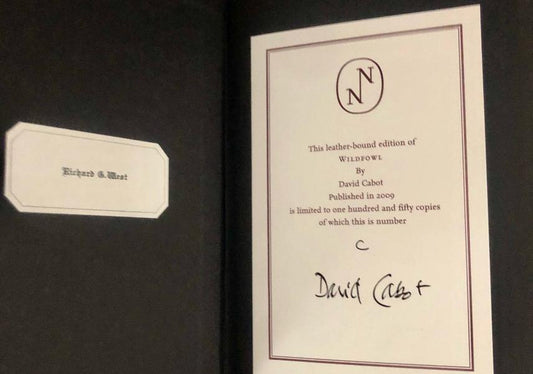 Richard G. West
N
N
This leather-bound edition of
WILDFOWL
By
David Cabot
Published in 2009
is limited to one hundred and fifty copies
of which this is number
C
David Cabot